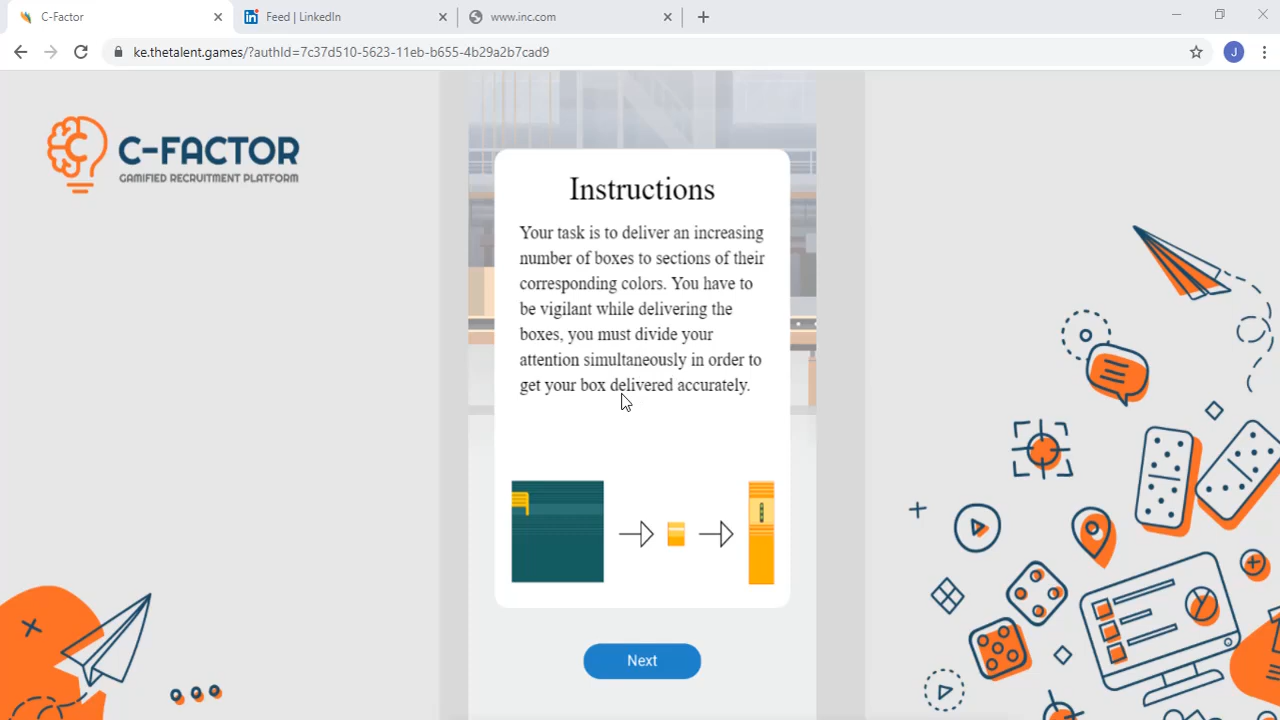 C-Factor
Feed | LinkedIn
www.inc.com
ke.thetalent.games/?authId=7c37d510-5623-11eb-b655-4b29a2b7cad9
J
C-FACTOR
GAMIFIED RECRUITMENT PLATFORM
Instructions
Your task is to deliver an increasing
number of boxes to sections of their
corresponding colors. You have to
be vigilant while delivering the
boxes, you must divide your
attention simultaneously in order to
get your box delivered accurately.
Next